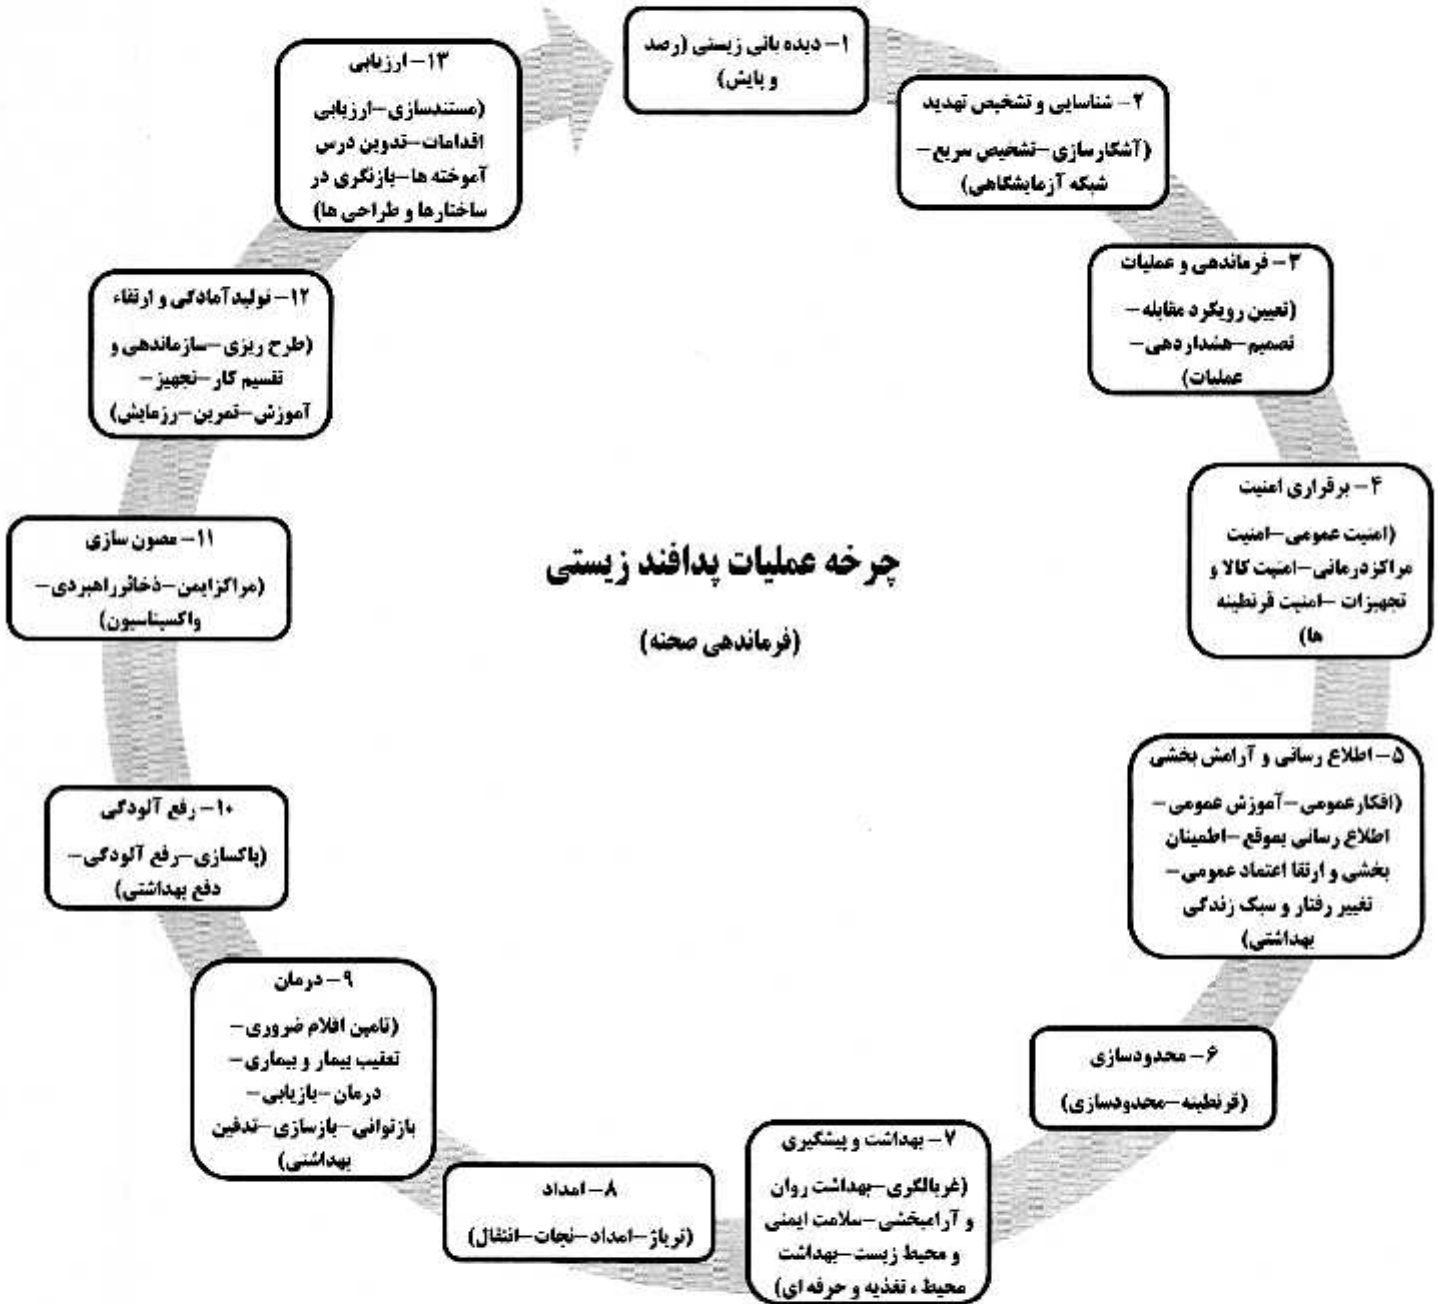 ۱- دیده بانی زیستی (رصد
و پایش)
۲- شناسایی و تشخیص تهدید
(آشکارسازی-تشخیص سریع-
شبکه آزمایشگاهی)
۳- فرماندهی و عملیات
(تعیین رویکرد مقابله-
تصمیم-هشداردهی-
عملیات)
۴- برقراری امنیت
(امنیت عمومی-امنیت
مراکزدرمانی-امنیت کالا و
تجهیزات -امنیت قرنطینه
ها)
۵- اطلاع رسانی و آرامش بخشی
(افکارعمومی-آموزش عمومی-
اطلاع رسانی بموقع-اطمینان
بخشی و ارتقا اعتماد عمومی-
تغییر رفتار و سبک زندگی
بهداشتی)
۶- محدودسازی
(قرنطینه-محدودسازی)
۷- بهداشت و پیشگیری
(غربالگری-بهداشت روان
و آرامبخشی-سلامت ایمنی
و محیط زیست-بهداشت
محیط ، تغذیه و حرفه ای)
۸- امداد
(تریاژ-امداد-نجات-انتقال)
۹- درمان
(تامین اقلام ضروری-
تعقیب بیمار و بیماری-
درمان-بازیابی-
بازتوانی-بازسازی-تدفین
بهداشتی)
۱۰- رفع آلودگی
(پاکسازی-رفع آلودگی-
دفع بهداشتی)
۱۱- مصون سازی
(مراکزایمن-ذخائرراهبردی-
واکسیناسیون)
۱۲- تولیدآمادگی و ارتقاء
(طرح ریزی-سازماندهی و
تقسیم کار-تجهیز-
آموزش-تمرین-رزمایش)
۱۳- ارزیابی
(مستندسازی-ارزیابی
اقدامات-تدوین درس
آموخته ها-بازنگری در
ساختارها و طراحی ها)
چرخه عملیات پدافند زیستی
(فرماندهی صحنه)